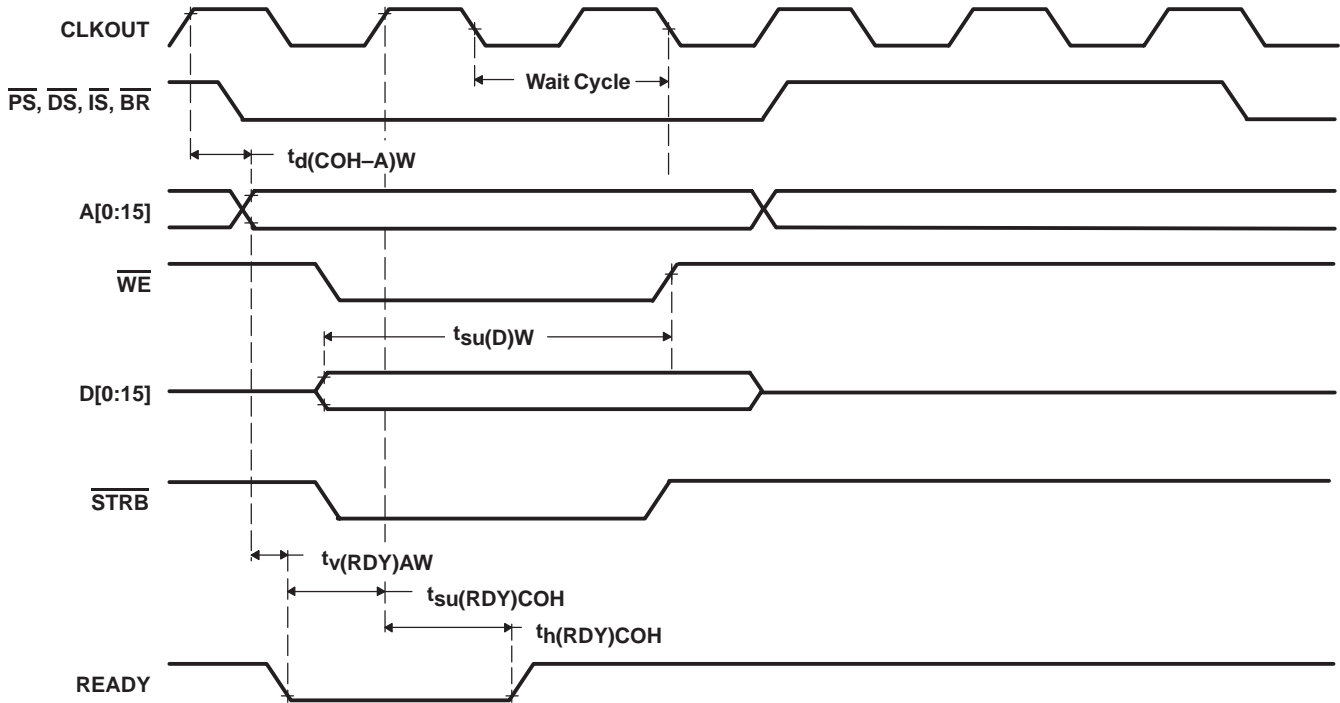 CLKOUT
Wait Cycle
PS, DS, IS, BR
td(COH–A)W
A[0:15]
WE
tsu(D)W
D[0:15]
STRB
tv(RDY)AW
tsu(RDY)COH
th(RDY)COH
READY